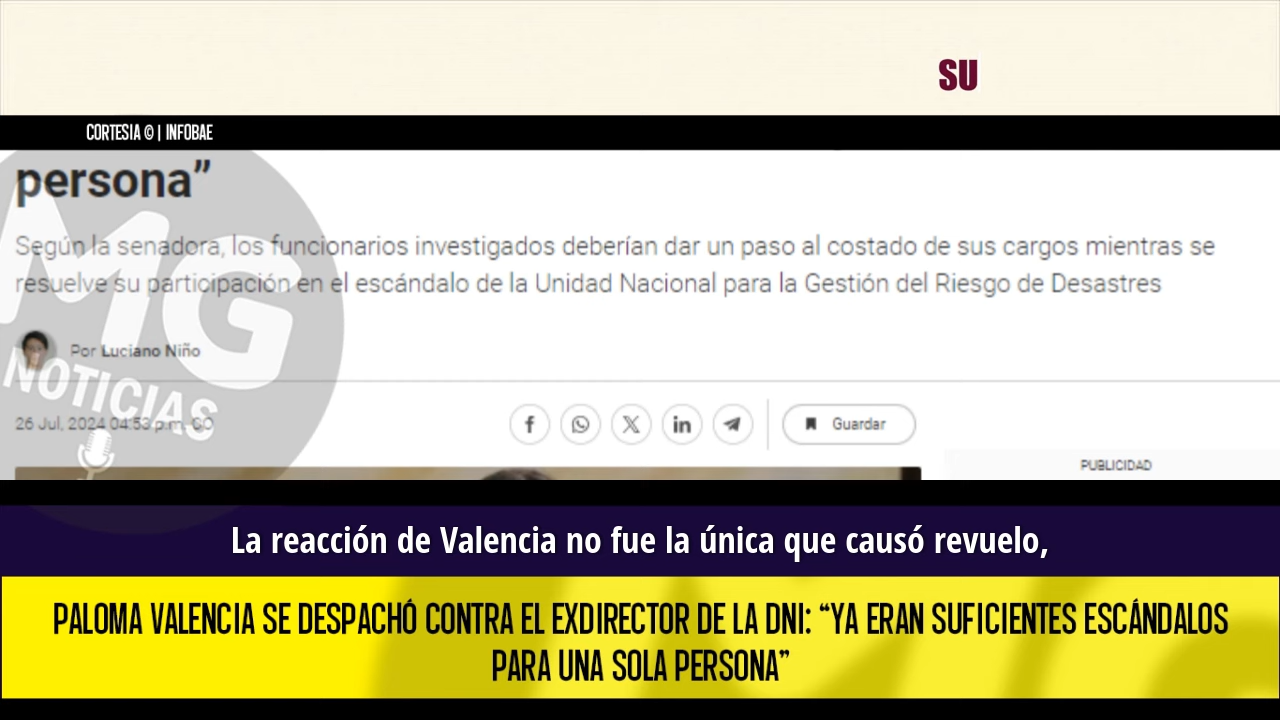 SU
CORTESIA © | INFOBAE
persona”
Según la senadora, los funcionarios investigados deberían dar un paso al costado de sus cargos mientras se
resuelve su participación en el escándalo de la Unidad Nacional para la Gestión del Riesgo de Desastres
MG
NOTICIAS
Por Luciano Niño
26 Jul, 2024 04:53 p.m. CO
Guardar
PUBLICIDAD
La reacción de Valencia no fue la única que causó revuelo,
PALOMA VALENCIA SE DESPACHÓ CONTRA EL EXDIRECTOR DE LA DNI: “YA ERAN SUFICIENTES ESCÁNDALOS
PARA UNA SOLA PERSONA”